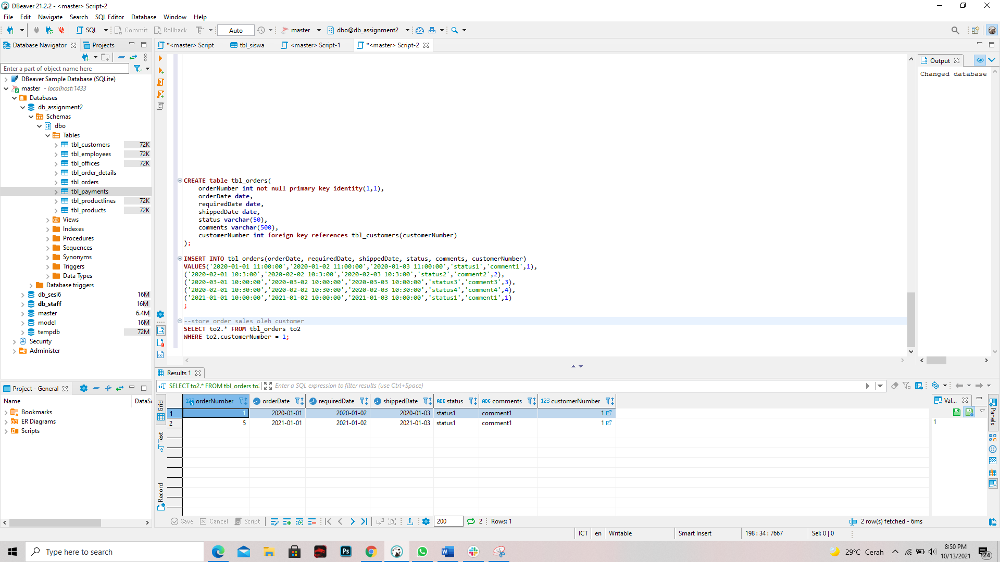 DBeaver 21.2.2 - <master> Script-2
File Edit Navigate Search SQL Editor Database Window Help
SQL Commit Rollback Auto master dbo@db_assignment2
Database Navigator Projects
*<master> Script tbl_siswa <master> Script-1 *<master> Script-2
Enter a part of object name here
DBeaver Sample Database (SQLite)
master - localhost:1433
Databases
db_assignment2
Schemas
dbo
Tables
tbl_customers 72K
tbl_employees 72K
tbl_offices 72K
tbl_order_details
tbl_orders
tbl_payments
tbl_productlines 72K
tbl_products 72K
Views
Indexes
Procedures
Sequences
Synonyms
Triggers
Data Types
Database triggers
db_sesi6 16M
db_staff 16M
master 6.4M
model 16M
tempdb 72M
Security
Administer
CREATE table tbl_orders(
orderNumber int not null primary key identity(1,1),
orderDate date,
requiredDate date,
shippedDate date,
status varchar(50),
comments varchar(500),
customerNumber int foreign key references tbl_customers(customerNumber)
);
INSERT INTO tbl_orders(orderDate, requiredDate, shippedDate, status, comments, customerNumber)
VALUES('2020-01-01 11:00:00','2020-01-02 11:00:00','2020-01-03 11:00:00','status1','comment1',1),
('2020-02-01 10:3:00','2020-02-02 10:3:00','2020-02-03 10:3:00','status2','comment2',2),
('2020-03-01 10:00:00','2020-03-02 10:00:00','2020-03-03 10:00:00','status3','comment3',3),
('2020-02-01 10:30:00','2020-02-02 10:30:00','2020-02-03 10:30:00','status4','comment4',4),
('2021-01-01 10:00:00','2021-01-02 10:00:00','2021-01-03 10:00:00','status1','comment1',1)
;
--store order sales oleh customer
SELECT to2.* FROM tbl_orders to2
WHERE to2.customerNumber = 1;
Output
Changed database
Project - General
Name DataSo
Bookmarks
ER Diagrams
Scripts
Results 1
SELECT to2.* FROM tbl_orders to2 Enter a SQL expression to filter results (use Ctrl+Space)
Grid
Text
Record
123 orderNumber orderDate requiredDate shippedDate ABC status ABC comments 123 customerNumber
1 1 2020-01-01 2020-01-02 2020-01-03 status1 comment1 1
2 5 2021-01-01 2021-01-02 2021-01-03 status1 comment1 1
Val...
1
Panels
Save Cancel Script 200 2 Rows: 1 2 row(s) fetched - 6ms
ICT en Writable Smart Insert 198 : 34 : 7667 Sel: 0 | 0
Type here to search
Ps
29°C Cerah
8:50 PM
10/13/2021
24